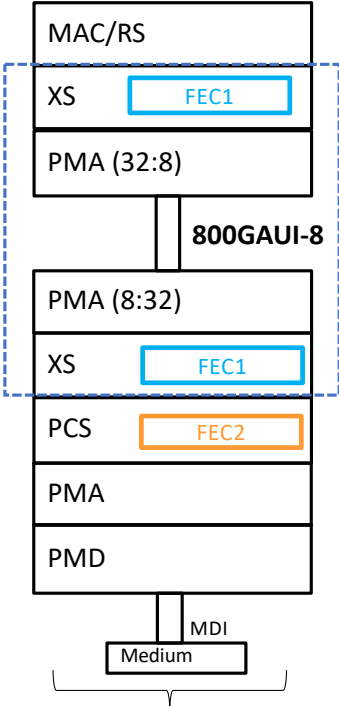 MAC/RS
XS FEC1
PMA (32:8)
800GAUI-8
PMA (8:32)
XS FEC1
PCS FEC2
PMA
PMD
MDI
Medium